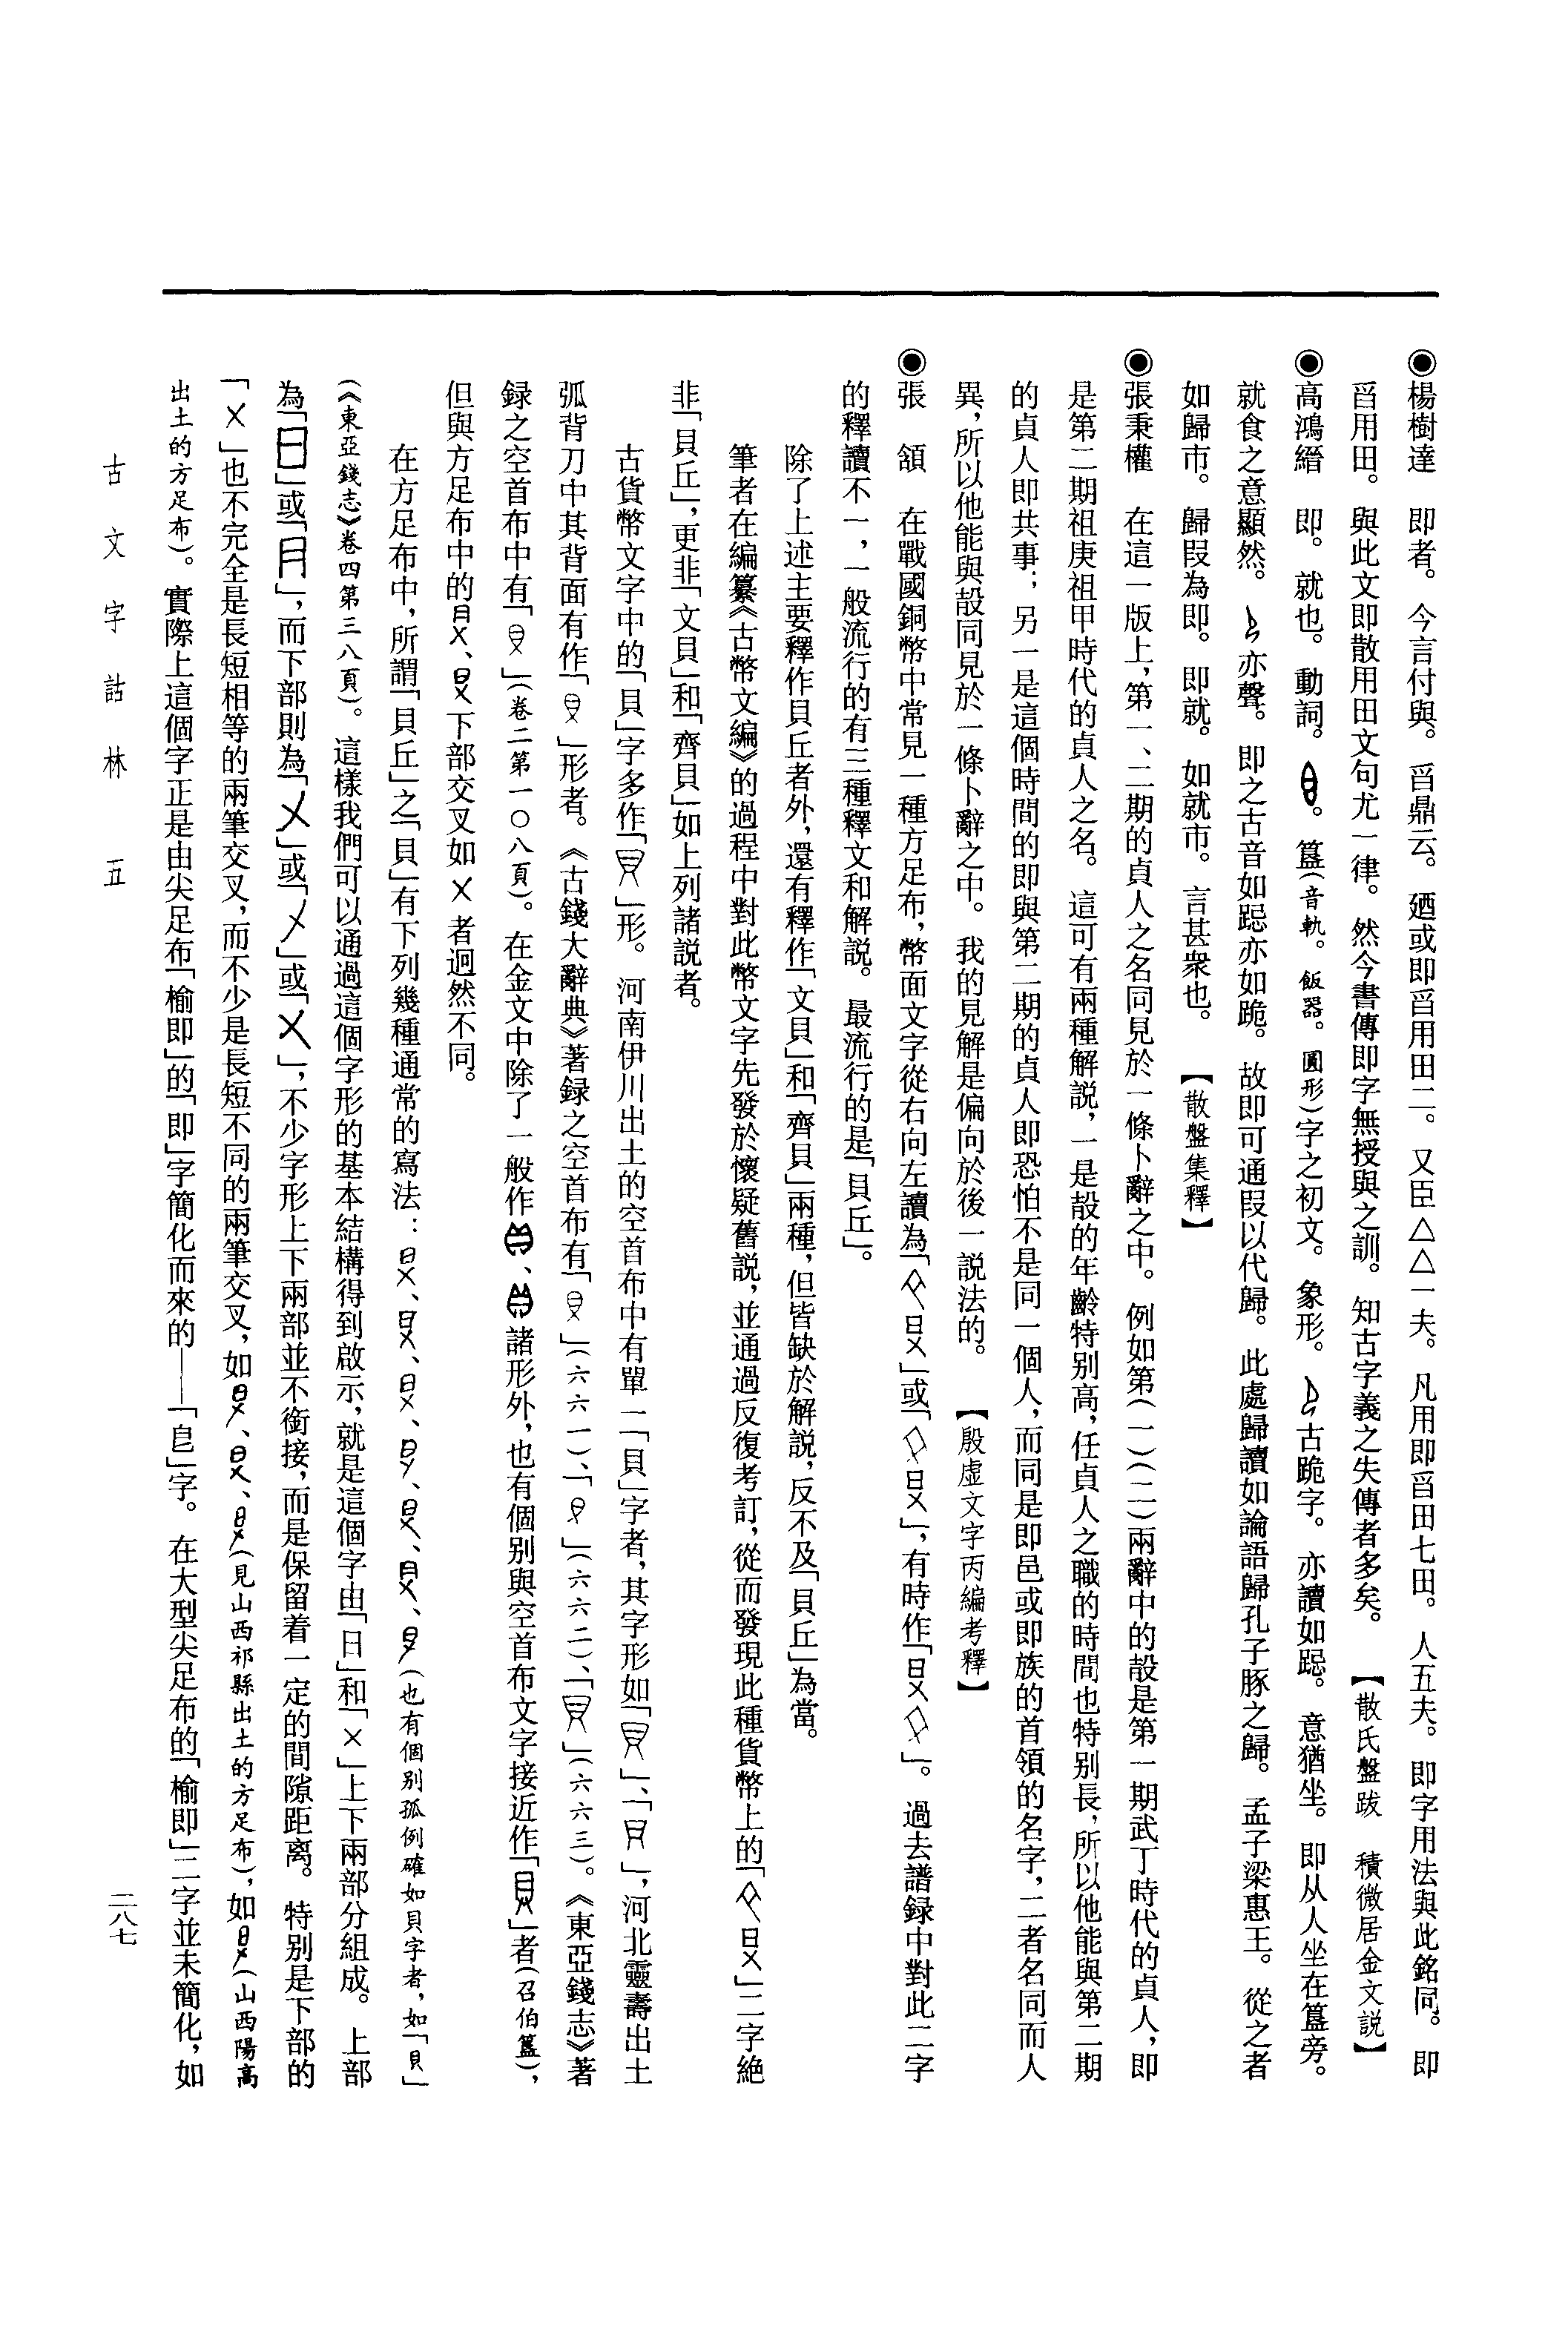 ◉楊樹達　即者。今言付與。舀鼎云。廼或即舀用田二。又臣△△一夫。凡用即舀田七田。人五夫。即字用法與此銘同。即
舀用田。與此文即散用田文句尤一律。然今書傳即字無授與之訓。知古字義之失傳者多矣。　【散氏盤跋　積微居金文說】
◉高鴻縉　即。就也。動詞。。簋(音軌。飯器。圓形)字之初文。象形。古跪字。亦讀如跽。意猶坐。即从人坐在簋旁。
就食之意顯然。亦聲。即之古音如跽亦如跪。故即可通叚以代歸。此處歸讀如論語歸孔子豚之歸。孟子梁惠王。從之者
如歸市。歸叚為即。即就。如就市。言甚衆也。　【散盤集釋】
◉張秉權　在這一版上，第一、二期的貞人之名同見於一條卜辭之中。例如第(一)(二)兩辭中的㱿是第一期武丁時代的貞人，即
是第二期祖庚祖甲時代的貞人之名。這可有兩種解説，一是㱿的年齡特别高，任貞人之職的時間也特别長，所以他能與第二期
的貞人即共事；另一是這個時間的即與第二期的貞人即恐怕不是同一個人，而同是即邑或即族的首領的名字，二者名同而人
異，所以他能與㱿同見於一條卜辭之中。我的見解是偏向於後一説法的。　【殷虚文字丙編考釋】
◉張　頷　在戰國銅幣中常見一種方足布，幣面文字從右向左讀為「」或「」，有時作「」。過去譜録中對此二字
的釋讀不一，一般流行的有三種釋文和解説。最流行的是「貝丘」。
除了上述主要釋作貝丘者外，還有釋作「文貝」和「齊貝」兩種，但皆缺於解説，反不及「貝丘」為當。
筆者在編纂《古幣文編》的過程中對此幣文字先發於懷疑舊説，並通過反復考訂，從而發現此種貨幣上的「」二字絶
非「貝丘」，更非「文貝」和「齊貝」如上列諸説者。
古貨幣文字中的「貝」字多作「」形。河南伊川出土的空首布中有單一「貝」字者，其字形如「」、「」，河北靈壽出土
弧背刀中其背面有作「」形者。《古錢大辭典》著録之空首布有「」(六六一)、「」(六六二)、「」(六六三)。《東亞錢志》著
録之空首布中有「」(卷二第一〇八頁)。在金文中除了一般作、諸形外，也有個别與空首布文字接近作「」者(召伯簋)，
但與方足布中的、下部交叉如者迥然不同。
在方足布中，所謂「貝丘」之「貝」有下列幾種通常的寫法：、、、、、、(也有個别孤例確如貝字者，如「」
(《東亞錢志》卷四第三八頁)。這樣我們可以通過這個字形的基本結構得到啟示，就是這個字由「日」和「乂」上下兩部分組成。上部
為「」或「」，而下部則為「」或「」或「」，不少字形上下兩部並不銜接，而是保留着一定的間隙距离。特别是下部的
「乂」也不完全是長短相等的兩筆交叉，而不少是長短不同的兩筆交叉，如、、(見山西祁縣出土的方足布)，如(山西陽高
出土的方足布)。實際上這個字正是由尖足布「榆即」的「即」字簡化而來的——「皀」字。在大型尖足布的「榆即」二字並未簡化，如
古文字詁林　五
二八七